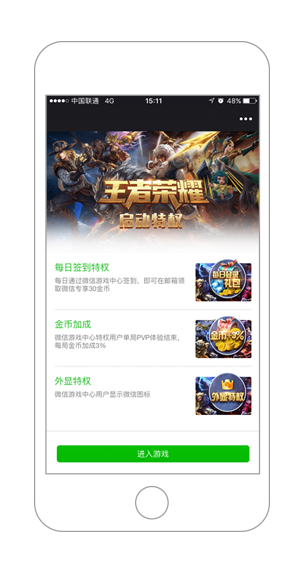 中国联通 4G 15:11 48%
王者荣耀
启动特权
每日签到特权
每日通过微信游戏中心签到，即可在邮箱领
取微信专享30金币
每日登录
礼包
金币加成
微信游戏中心特权用户单局PVP体验结束，
每局金币加成3%
金币+3%
外显特权
微信游戏中心用户显示微信图标
外显特权
进入游戏